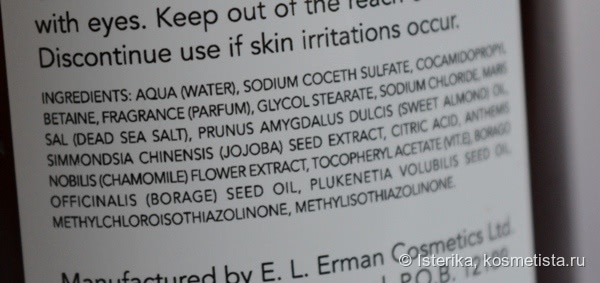 with eyes. Keep out of the reach
Discontinue use if skin irritations occur.
INGREDIENTS: AQUA (WATER), SODIUM COCETH SULFATE, COCAMIDOPROPYL
BETAINE, FRAGRANCE (PARFUM), GLYCOL STEARATE, SODIUM CHLORIDE, MARIS
SAL (DEAD SEA SALT), PRUNUS AMYGDALUS DULCIS (SWEET ALMOND) OIL,
SIMMONDSIA CHINENSIS (JOJOBA) SEED EXTRACT, CITRIC ACID, ANTHEMIS
NOBILIS (CHAMOMILE) FLOWER EXTRACT, TOCOPHERYL ACETATE (VIT.E), BORAGO
OFFICINALIS (BORAGE) SEED OIL, PLUKENETIA VOLUBILIS SEED OIL,
METHYLCHLOROISOTHIAZOLINONE, METHYLISOTHIAZOLINONE.
Manufactured by E. L. Erman Cosmetics Ltd.
P.O.B.
© Isterika, kosmetista.ru